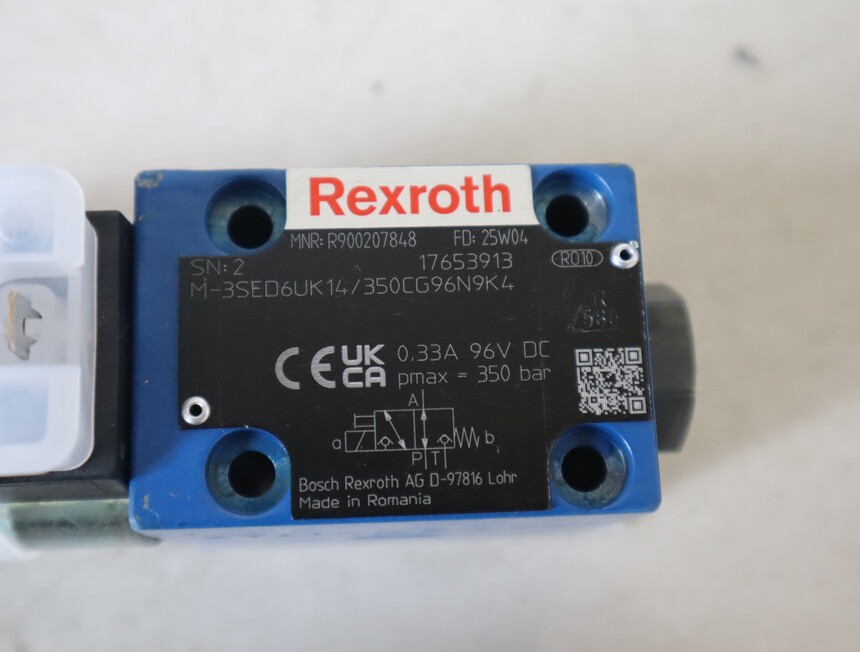 Rexroth
MNR: R900207848 FD: 25W04
SN: 2 17653913 RO10
M-3SED6UK14/350CG96N9K4
CE UK CA 0,33A 96V DC
pmax = 350 bar
A
a b
P T
Bosch Rexroth AG D-97816 Lohr
Made in Romania